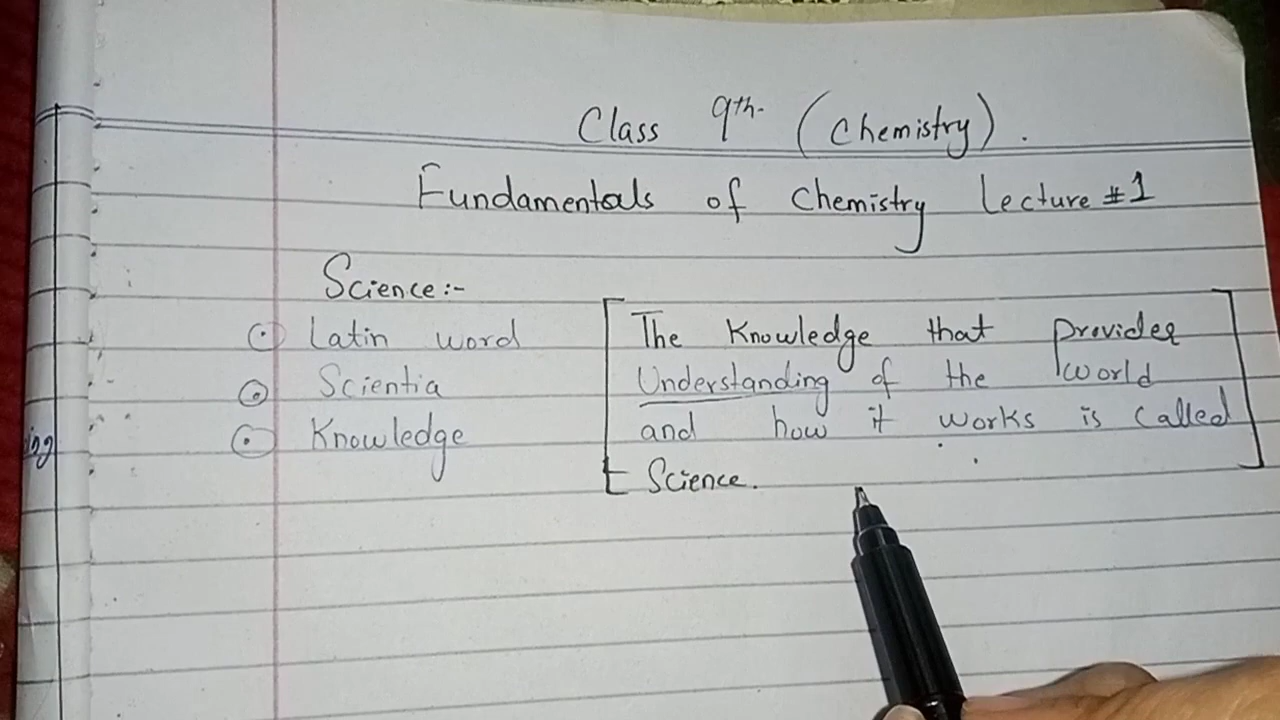 Class 9th. (Chemistry).
Fundamentals of Chemistry Lecture #1
Science:-
Latin word
Scientia
Knowledge
The Knowledge that provides
Understanding of the world
and how it works is called
Science.